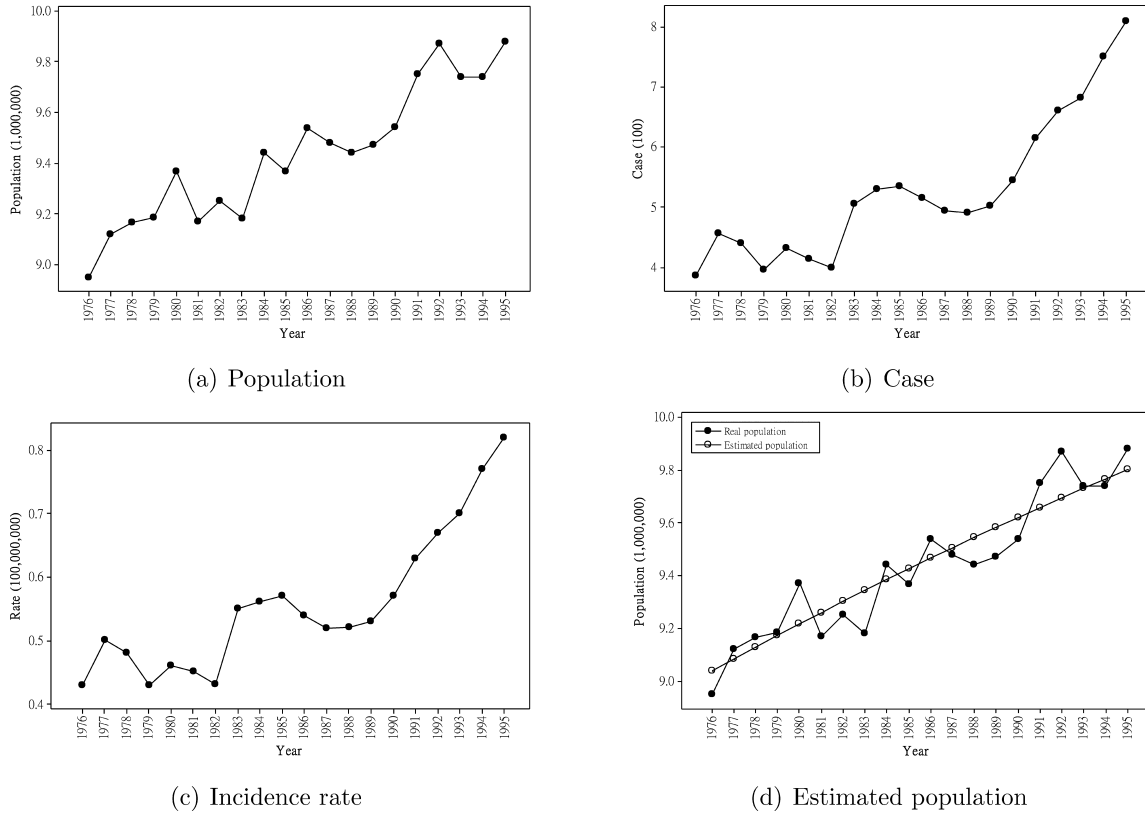 10.0
9.8
9.6
9.4
9.2
9.0
Population (1,000,000)
1976 1977 1978 1979 1980 1981 1982 1983 1984 1985 1986 1987 1988 1989 1990 1991 1992 1993 1994 1995
Year
(a) Population
8
7
6
5
4
Case (100)
1976 1977 1978 1979 1980 1981 1982 1983 1984 1985 1986 1987 1988 1989 1990 1991 1992 1993 1994 1995
Year
(b) Case
0.8
0.7
0.6
0.5
0.4
Rate (100,000,000)
1976 1977 1978 1979 1980 1981 1982 1983 1984 1985 1986 1987 1988 1989 1990 1991 1992 1993 1994 1995
Year
(c) Incidence rate
Real population
Estimated population
10.0
9.8
9.6
9.4
9.2
9.0
Population (1,000,000)
1976 1977 1978 1979 1980 1981 1982 1983 1984 1985 1986 1987 1988 1989 1990 1991 1992 1993 1994 1995
Year
(d) Estimated population